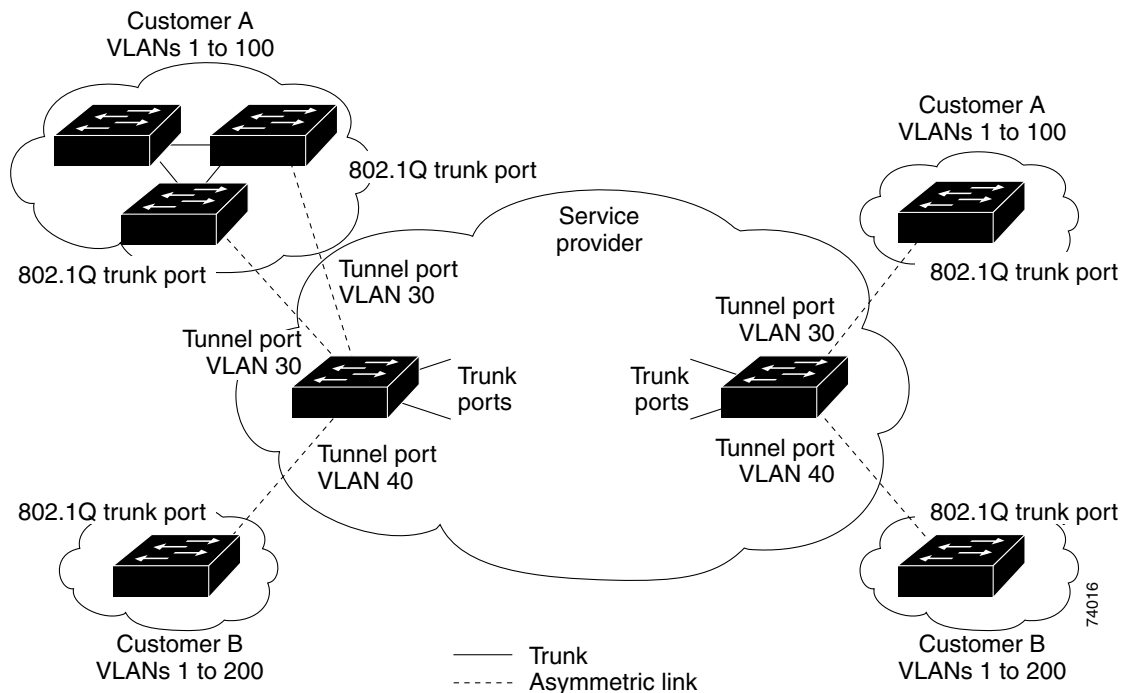 Customer A
VLANs 1 to 100
Customer A
VLANs 1 to 100
802.1Q trunk port
Service
provider
802.1Q trunk port
802.1Q trunk port
Tunnel port
VLAN 30
Tunnel port
VLAN 30
Tunnel port
VLAN 30
Trunk
ports
Trunk
ports
Tunnel port
VLAN 40
Tunnel port
VLAN 40
802.1Q trunk port
802.1Q trunk port
74016
Customer B
VLANs 1 to 200
Trunk
Asymmetric link
Customer B
VLANs 1 to 200